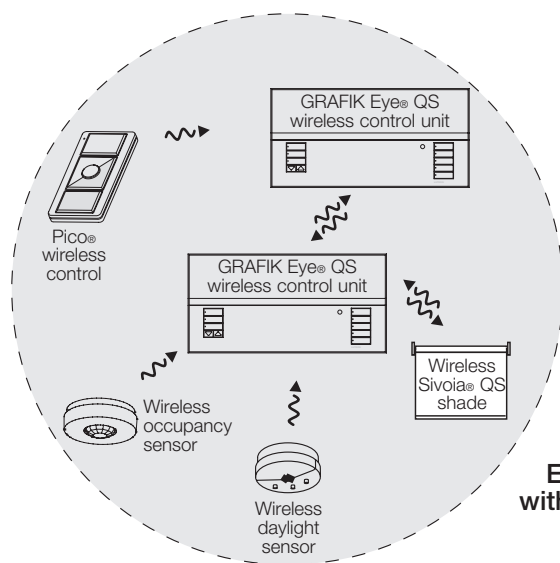 GRAFIK Eye® QS
wireless control unit
Pico®
wireless
control
GRAFIK Eye® QS
wireless control unit
Wireless
Sivoia® QS
shade
Wireless
occupancy
sensor
Wireless
daylight
sensor
E
with